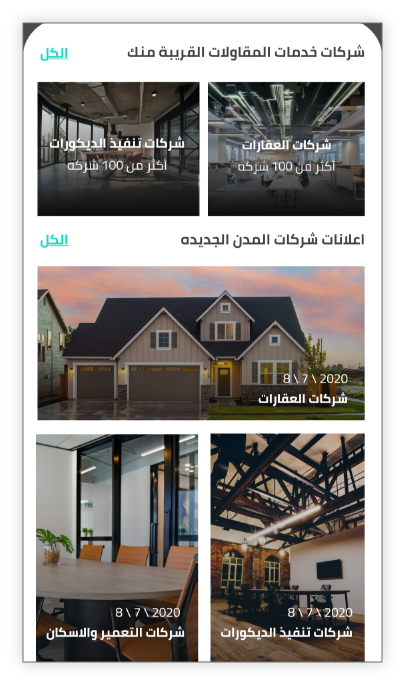 شركات خدمات المقاولات القريبة منك
الكل
شركات العقارات
أكثر من 100 شركه
شركات تنفيذ الديكورات
أكثر من 100 شركه
اعلانات شركات المدن الجديده
الكل
8 \ 7 \ 2020
شركات العقارات
8 \ 7 \ 2020
شركات تنفيذ الديكورات
8 \ 7 \ 2020
شركات التعمير والاسكان